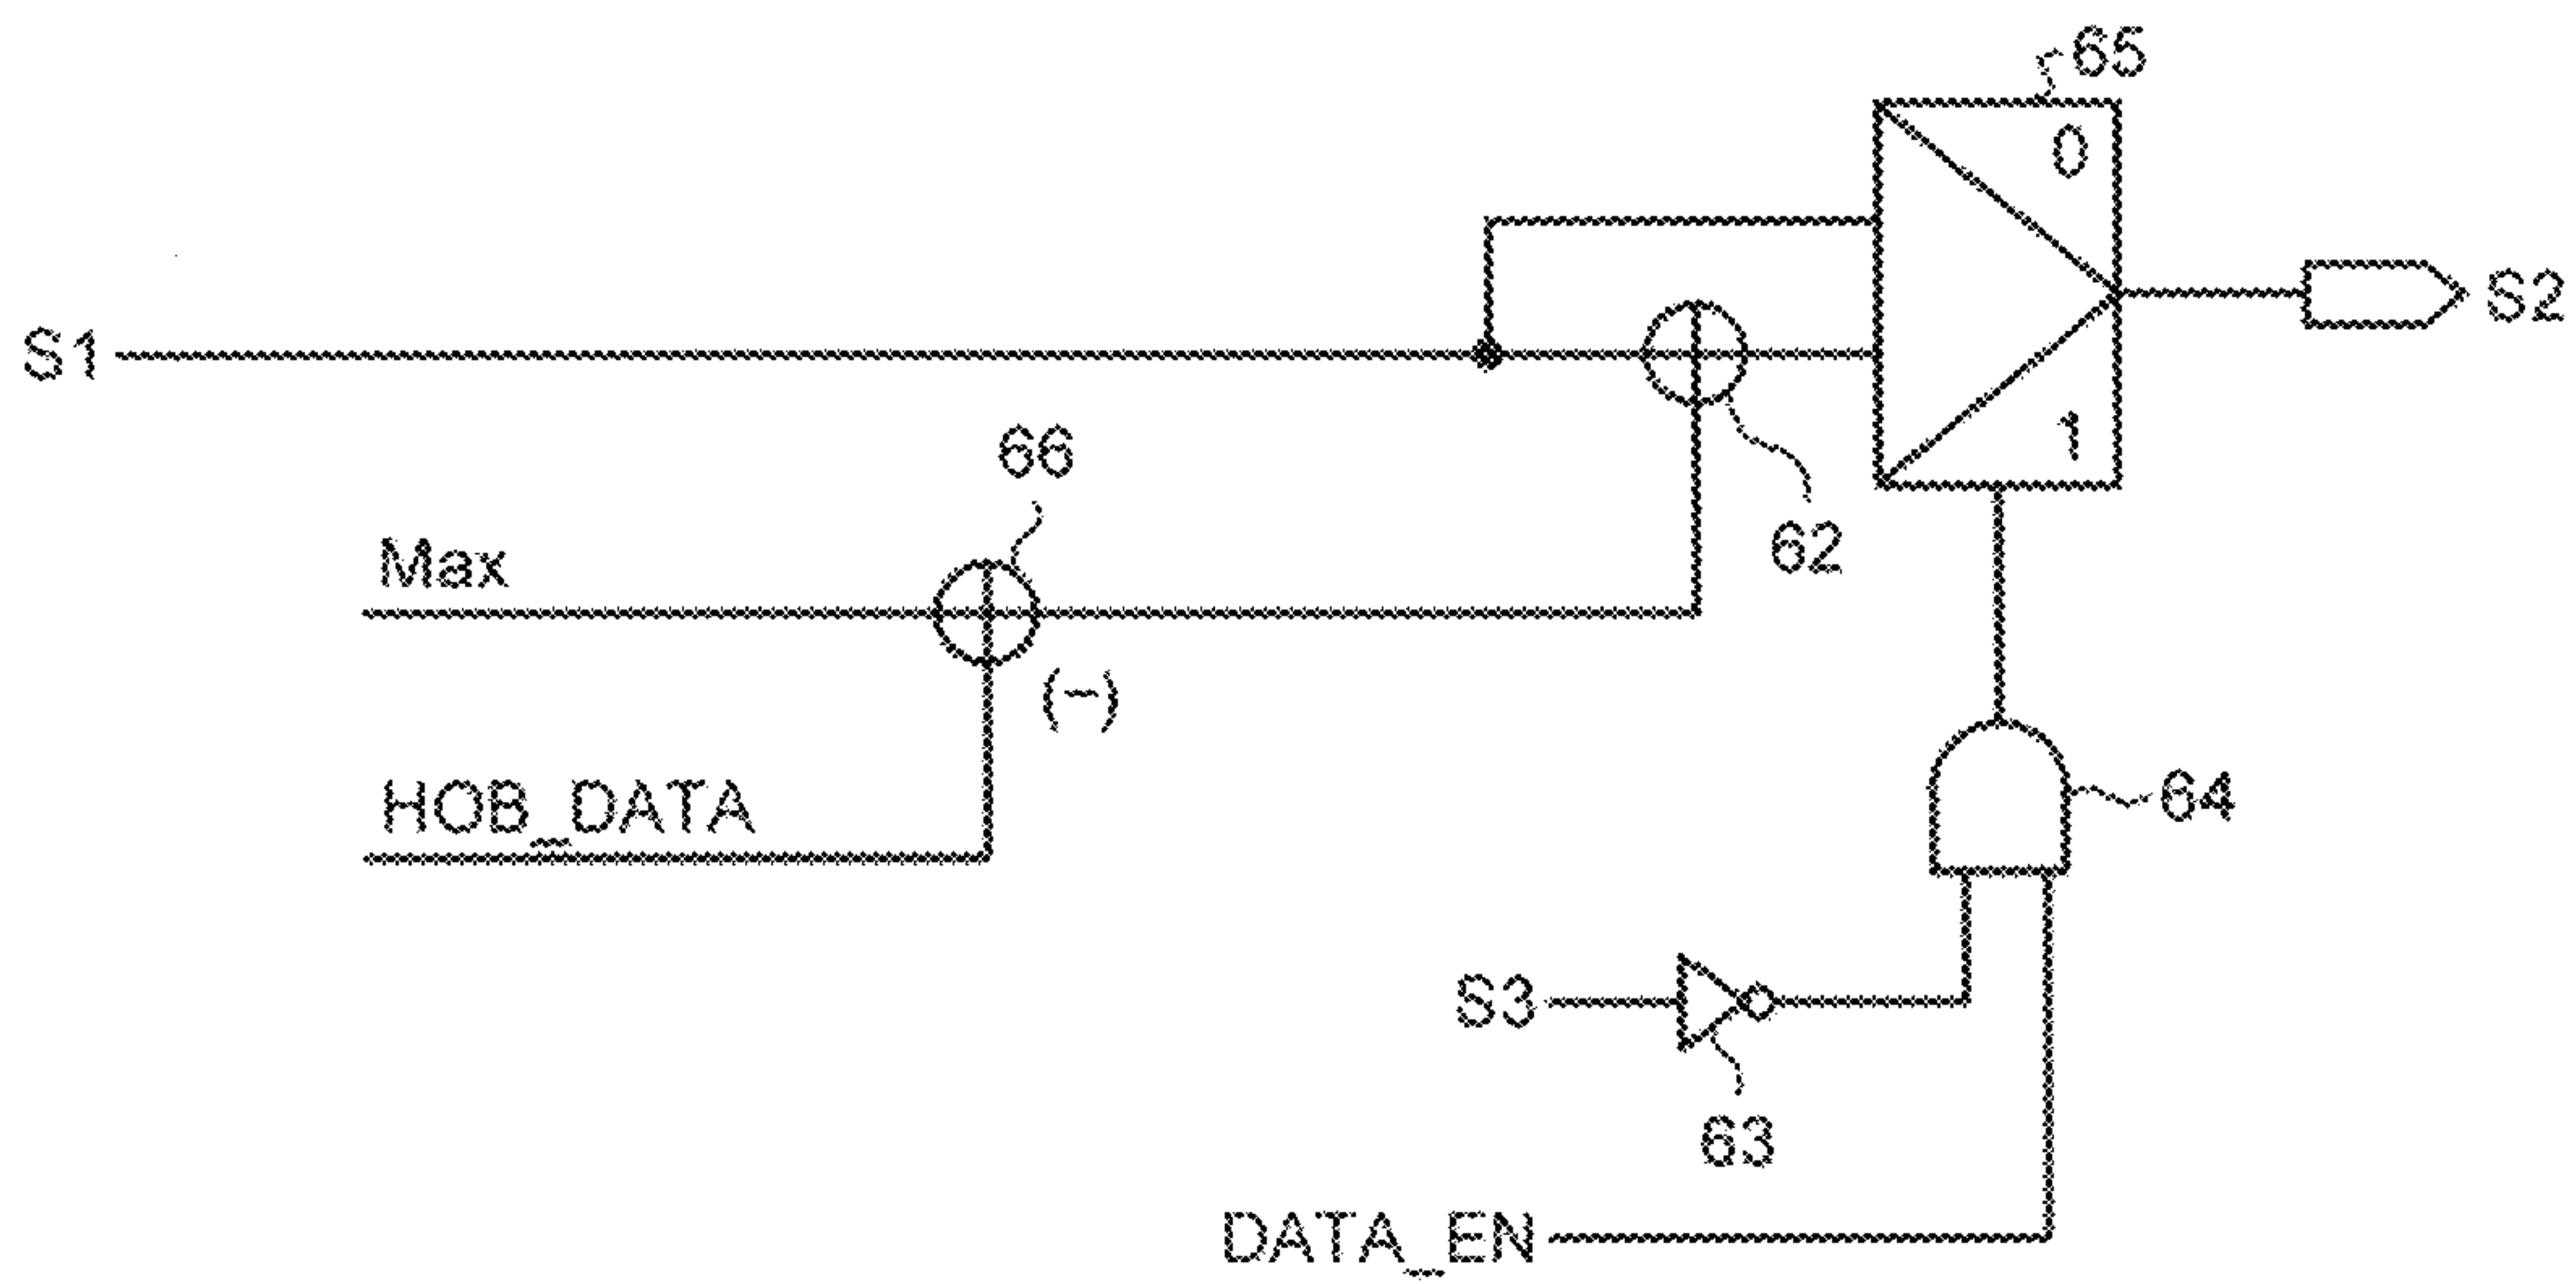 65
0
S2
S1
66
1
62
Max
(-)
HOB_DATA
64
S3
63
DATA_EN